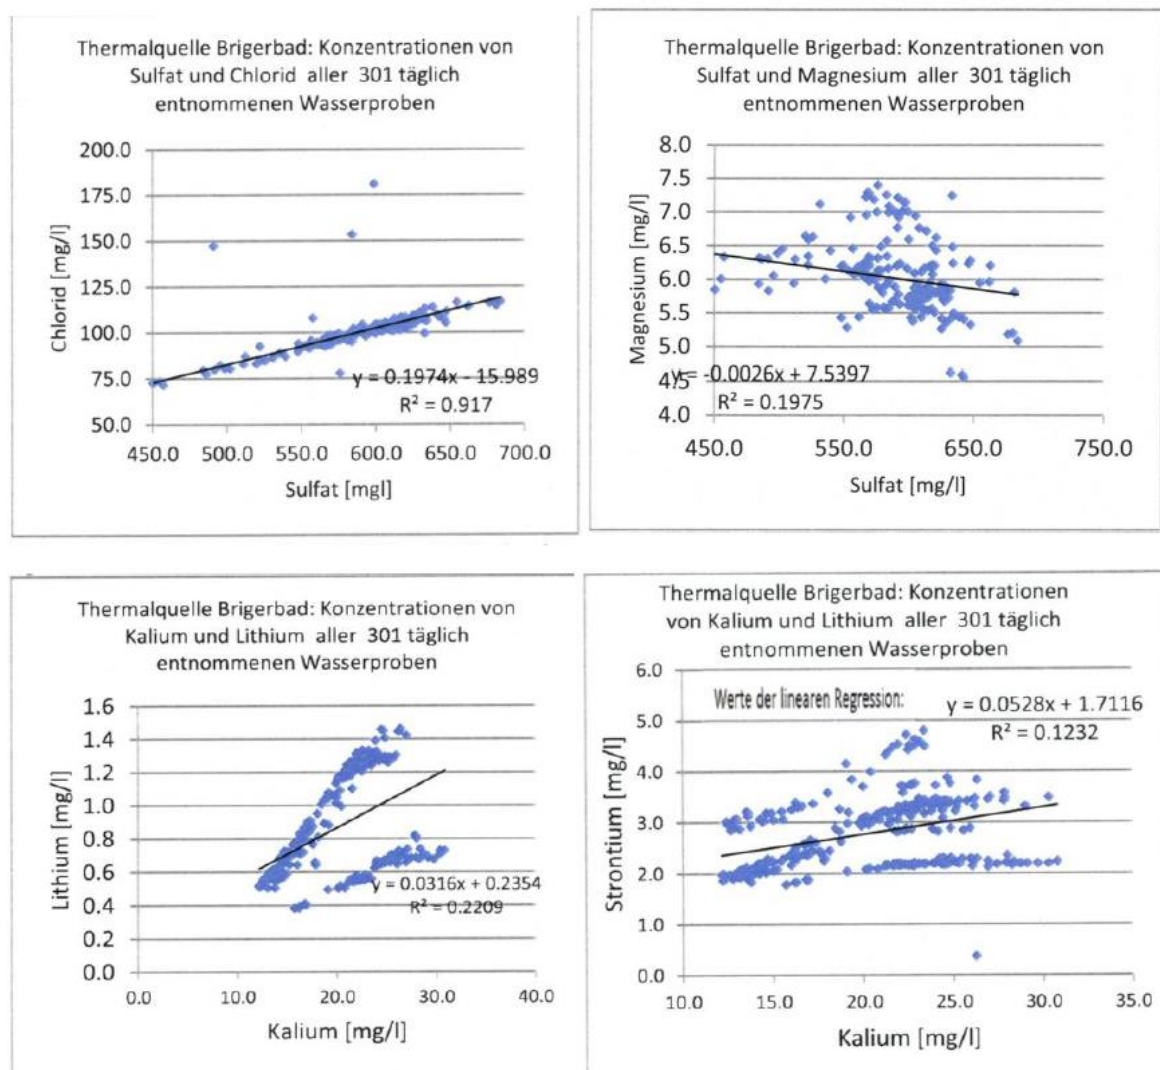 Thermalquelle Brigerbad: Konzentrationen von
Sulfat und Chlorid aller 301 täglich
entnommenen Wasserproben
200.0
175.0
150.0
125.0
100.0
75.0
50.0
Chlorid [mg/l]
y = 0.1974x - 15.989
R² = 0.917
450.0 500.0 550.0 600.0 650.0 700.0
Sulfat [mgl]
Thermalquelle Brigerbad: Konzentrationen von
Sulfat und Magnesium aller 301 täglich
entnommenen Wasserproben
8.0
7.5
7.0
6.5
6.0
5.5
5.0
4.5
4.0
Magnesium [mg/l]
y = -0.0026x + 7.5397
R² = 0.1975
450.0 550.0 650.0 750.0
Sulfat [mg/l]
Thermalquelle Brigerbad: Konzentrationen von
Kalium und Lithium aller 301 täglich
entnommenen Wasserproben
1.6
1.4
1.2
1.0
0.8
0.6
0.4
0.2
0.0
Lithium [mg/l]
y = 0.0316x + 0.2354
R² = 0.2209
0.0 10.0 20.0 30.0 40.0
Kalium [mg/l]
Thermalquelle Brigerbad: Konzentrationen
von Kalium und Lithium aller 301 täglich
entnommenen Wasserproben
6.0
5.0
4.0
3.0
2.0
1.0
0.0
Strontium [mg/l]
Werte der linearen Regression:
y = 0.0528x + 1.7116
R² = 0.1232
10.0 15.0 20.0 25.0 30.0 35.0
Kalium [mg/l]